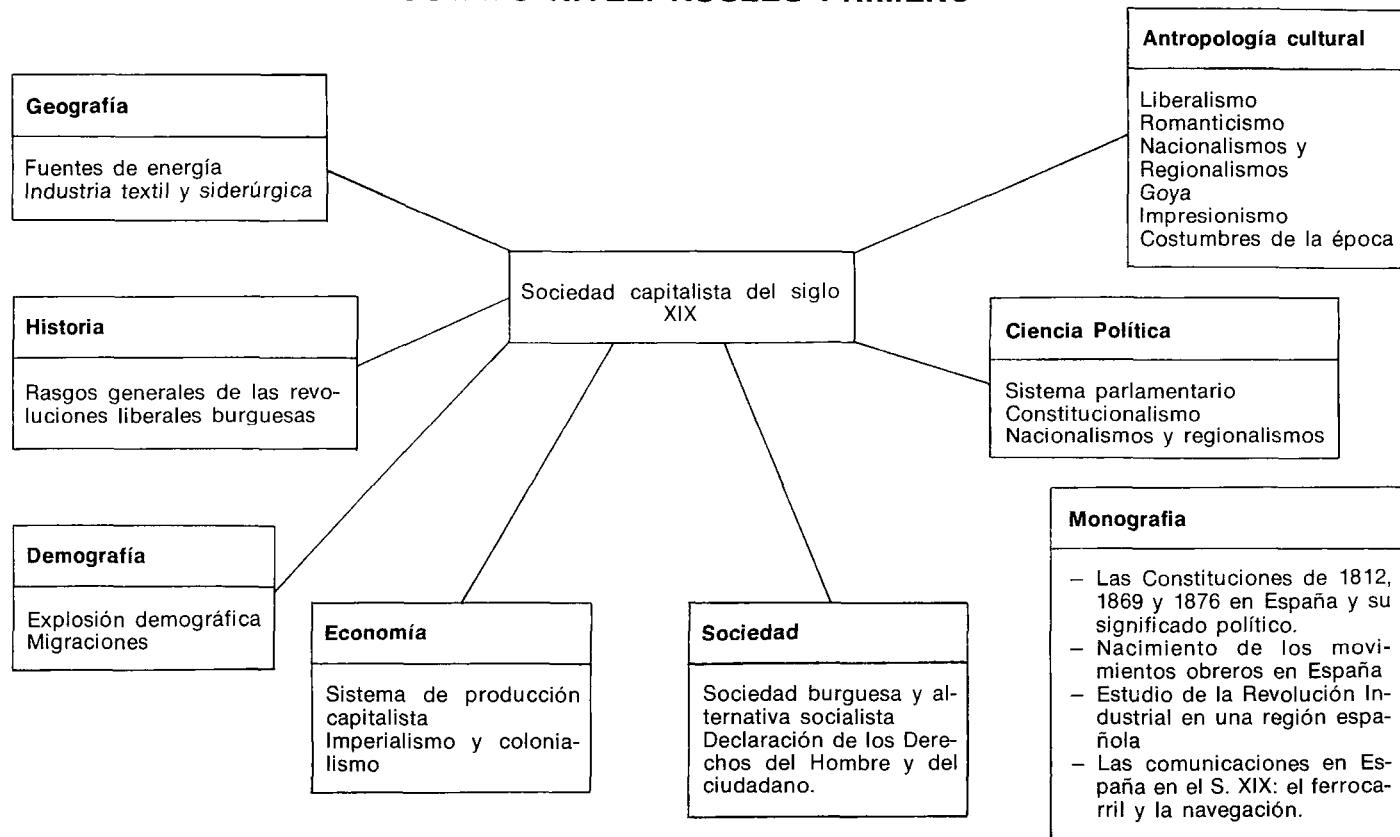 Antropología cultural
Liberalismo
Romanticismo
Nacionalismos y
Regionalismos
Goya
Impresionismo
Costumbres de la época
Geografía
Fuentes de energía
Industria textil y siderúrgica
Sociedad capitalista del siglo
XIX
Historia
Rasgos generales de las revo-
luciones liberales burguesas
Ciencia Política
Sistema parlamentario
Constitucionalismo
Nacionalismos y regionalismos
Demografía
Explosión demográfica
Migraciones
Economía
Sistema de producción
capitalista
Imperialismo y colonia-
lismo
Sociedad
Sociedad burguesa y al-
ternativa socialista
Declaración de los Dere-
chos del Hombre y del
ciudadano.
Monografia
– Las Constituciones de 1812,
1869 y 1876 en España y su
significado político.
– Nacimiento de los movi-
mientos obreros en España
– Estudio de la Revolución In-
dustrial en una región espa-
ñola
– Las comunicaciones en Es-
paña en el S. XIX: el ferroca-
rril y la navegación.